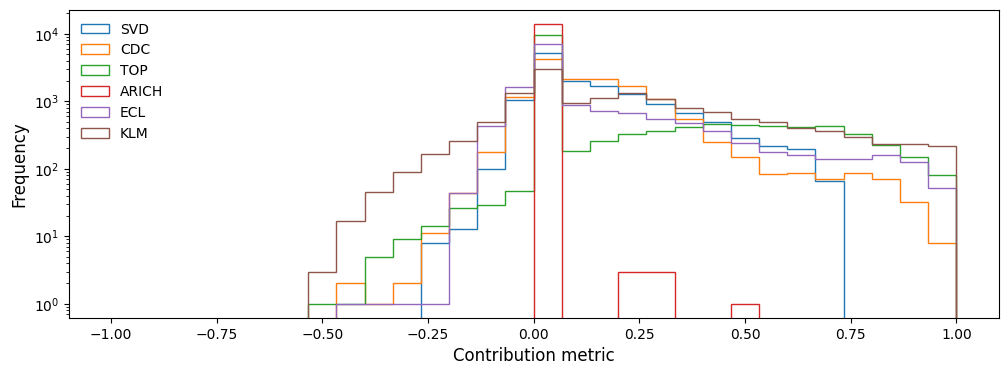 SVD
CDC
TOP
ARICH
ECL
KLM
Frequency
10⁴
10³
10²
10¹
10⁰
−1.00 −0.75 −0.50 −0.25 0.00 0.25 0.50 0.75 1.00
Contribution metric